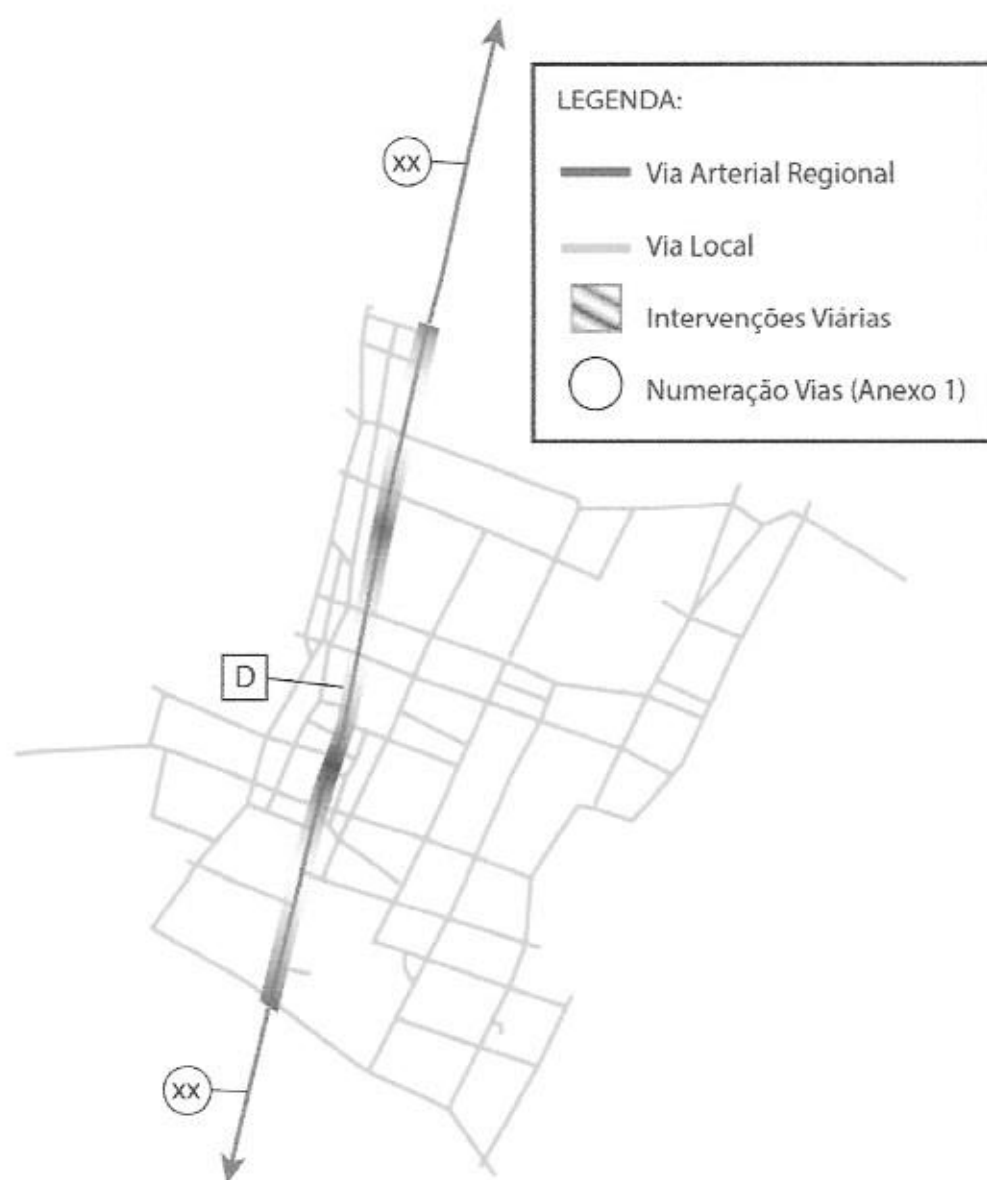 LEGENDA:
Via Arterial Regional
Via Local
Intervenções Viárias
Numeração Vias (Anexo 1)
xx
D
xx